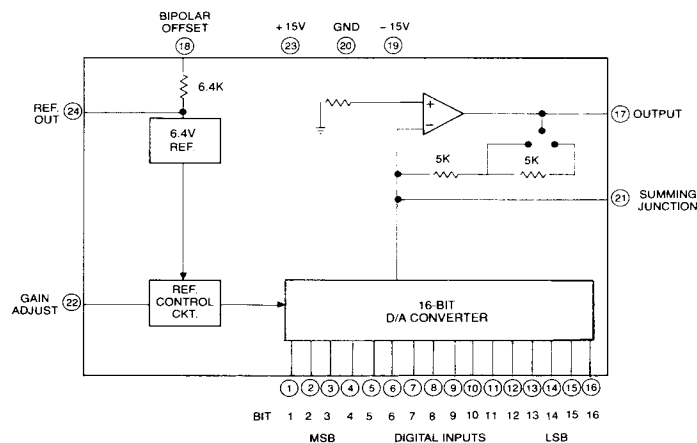 BIPOLAR OFFSET
+ 15V
GND
- 15V
18
23
20
19
6.4K
REF. OUT
24
6.4V REF.
+
-
17
OUTPUT
5K
5K
21
SUMMING JUNCTION
GAIN ADJUST
22
REF. CONTROL CKT.
16-BIT D/A CONVERTER
1 2 3 4 5 6 7 8 9 10 11 12 13 14 15 16
BIT 1 2 3 4 5 6 7 8 9 10 11 12 13 14 15 16
MSB DIGITAL INPUTS LSB